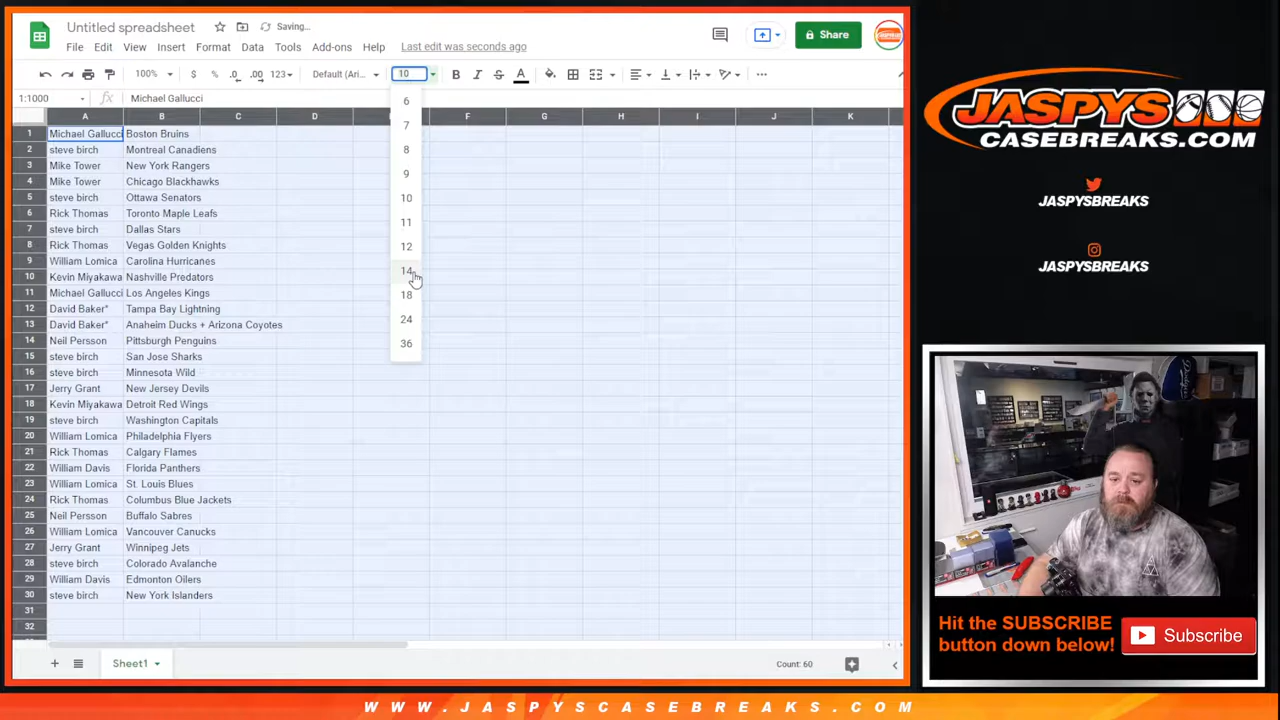 Untitled spreadsheet
Saving...
File Edit View Insert Format Data Tools Add-ons Help Last edit was seconds ago
Share
100% $ % .0 .00 123 Default (Ari... 10 B I S A
1:1000 fx Michael Gallucci
A B C D F G H I J K
1 Michael Gallucci Boston Bruins
2 steve birch Montreal Canadiens
3 Mike Tower New York Rangers
4 Mike Tower Chicago Blackhawks
5 steve birch Ottawa Senators
6 Rick Thomas Toronto Maple Leafs
7 steve birch Dallas Stars
8 Rick Thomas Vegas Golden Knights
9 William Lomica Carolina Hurricanes
10 Kevin Miyakawa Nashville Predators
11 Michael Gallucci Los Angeles Kings
12 David Baker* Tampa Bay Lightning
13 David Baker* Anaheim Ducks + Arizona Coyotes
14 Neil Persson Pittsburgh Penguins
15 steve birch San Jose Sharks
16 steve birch Minnesota Wild
17 Jerry Grant New Jersey Devils
18 Kevin Miyakawa Detroit Red Wings
19 steve birch Washington Capitals
20 William Lomica Philadelphia Flyers
21 Rick Thomas Calgary Flames
22 William Davis Florida Panthers
23 William Lomica St. Louis Blues
24 Rick Thomas Columbus Blue Jackets
25 Neil Persson Buffalo Sabres
26 William Lomica Vancouver Canucks
27 Jerry Grant Winnipeg Jets
28 steve birch Colorado Avalanche
29 William Davis Edmonton Oilers
30 steve birch New York Islanders
31
32
6
7
8
9
10
11
12
14
18
24
36
Sheet1
Count: 60
JASPYS
CASEBREAKS.COM
JASPYSBREAKS
JASPYSBREAKS
Hit the SUBSCRIBE
button down below!
Subscribe
WWW.JASPYSCASEBREAKS.COM